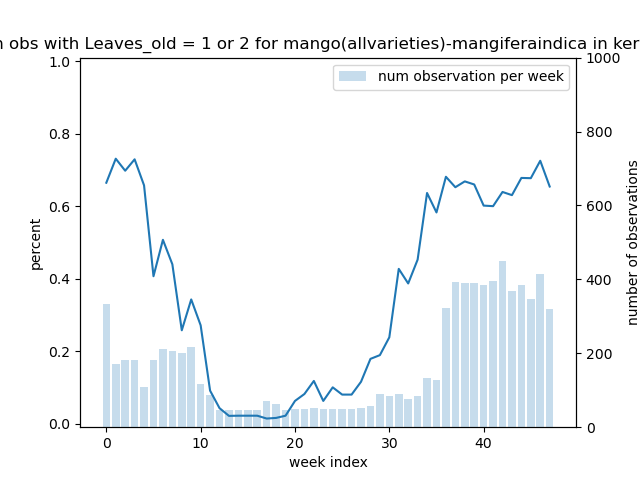 obs with Leaves_old = 1 or 2 for mango(allvarieties)-mangiferaindica in ker
num observation per week
percent
number of observations
1.0
0.8
0.6
0.4
0.2
0.0
1000
800
600
400
200
0
0 10 20 30 40
week index